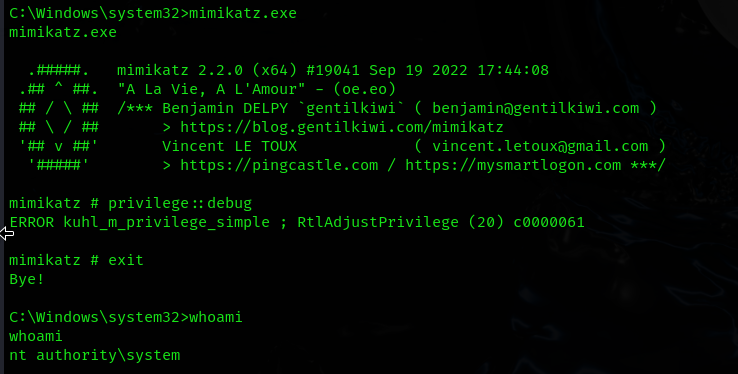 C:\Windows\system32>mimikatz.exe
mimikatz.exe
  .#####.   mimikatz 2.2.0 (x64) #19041 Sep 19 2022 17:44:08
 .## ^ ##.  "A La Vie, A L'Amour" - (oe.eo)
 ## / \ ##  /*** Benjamin DELPY `gentilkiwi` ( benjamin@gentilkiwi.com )
 ## \ / ##       > https://blog.gentilkiwi.com/mimikatz
 '## v ##'       Vincent LE TOUX             ( vincent.letoux@gmail.com )
  '#####'        > https://pingcastle.com / https://mysmartlogon.com ***/
mimikatz # privilege::debug
ERROR kuhl_m_privilege_simple ; RtlAdjustPrivilege (20) c0000061
mimikatz # exit
Bye!
C:\Windows\system32>whoami
whoami
nt authority\system